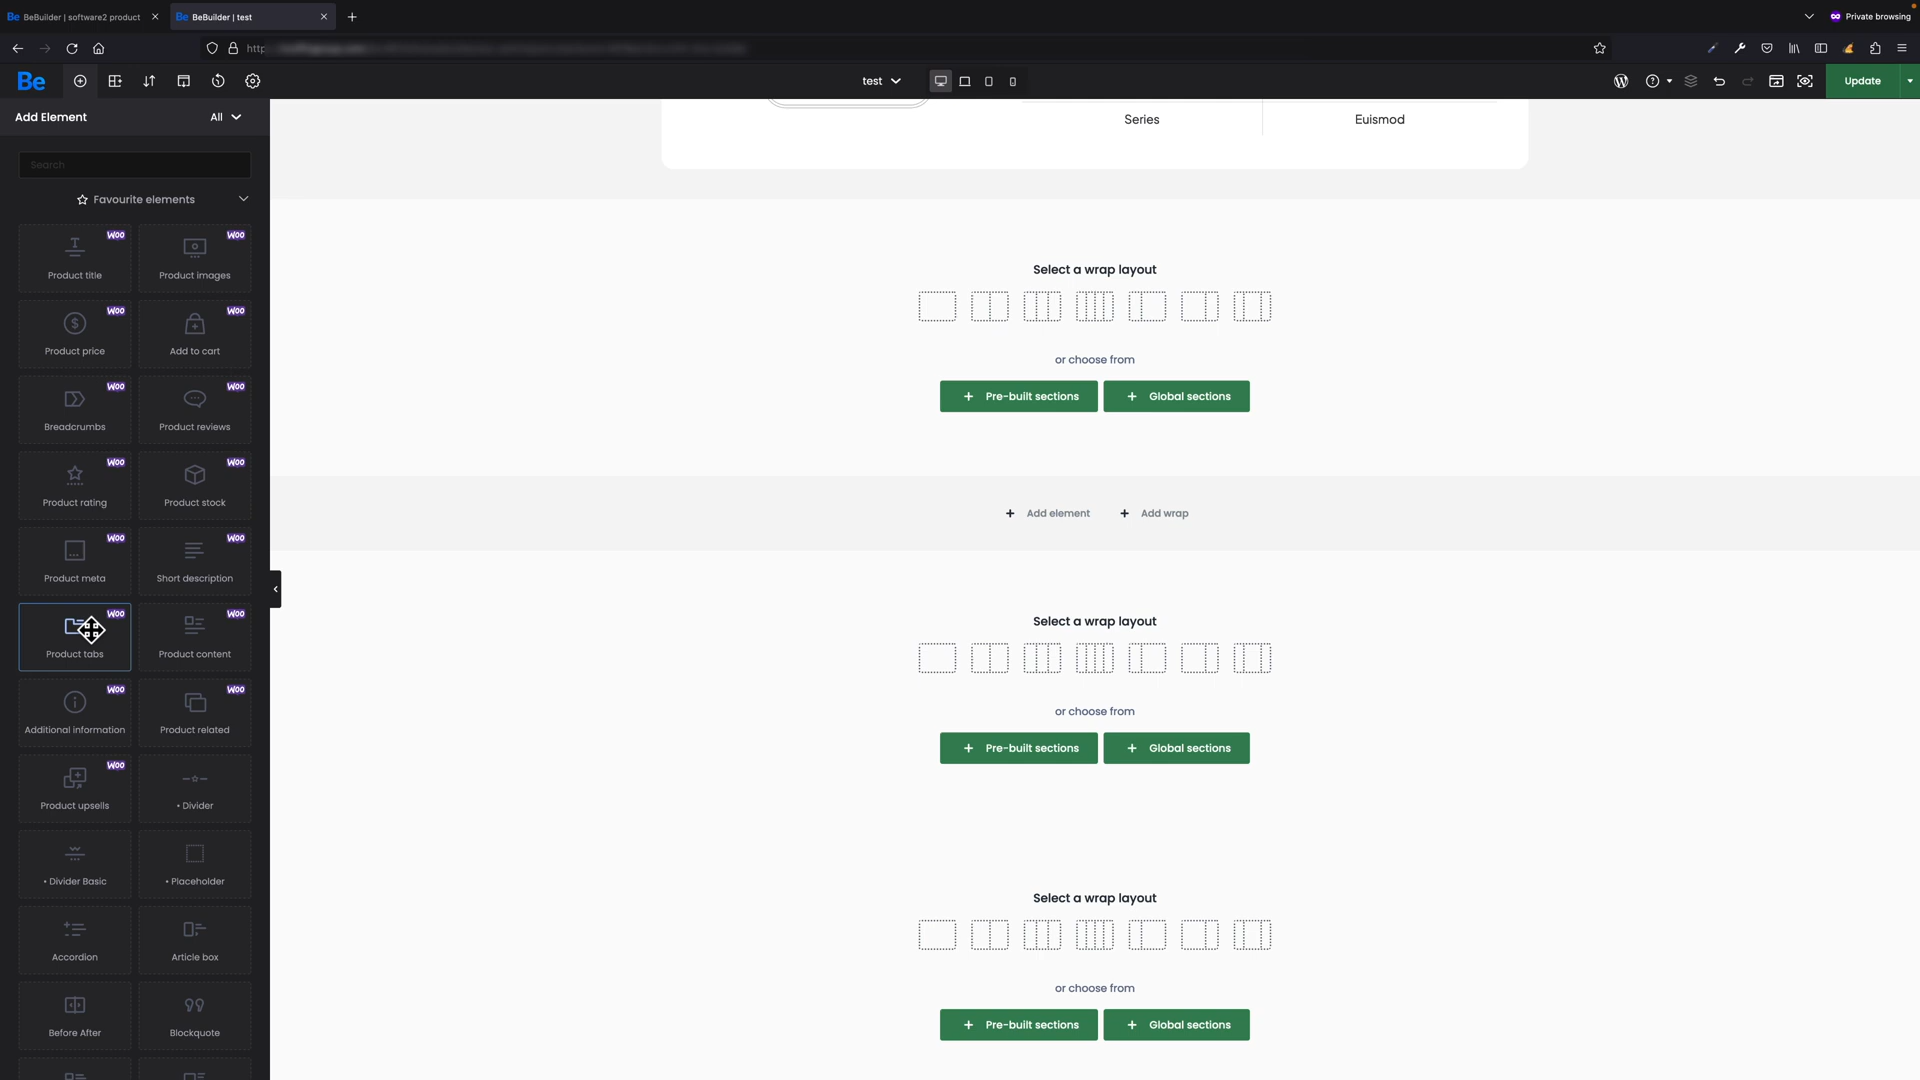 Be BeBuilder | software2 product
Be BeBuilder | test
Private browsing
http
Be
test
Update
Add Element
All
Search
Favourite elements
Woo
Product title
Woo
Product images
Woo
Product price
Woo
Add to cart
Woo
Breadcrumbs
Woo
Product reviews
Woo
Product rating
Woo
Product stock
Woo
Product meta
Woo
Short description
Woo
Product tabs
Woo
Product content
Woo
Additional information
Woo
Product related
Woo
Product upsells
• Divider
• Divider Basic
• Placeholder
Accordion
Article box
Before After
Blockquote
Series
Euismod
Select a wrap layout
or choose from
+ Pre-built sections
+ Global sections
+ Add element
+ Add wrap
Select a wrap layout
or choose from
+ Pre-built sections
+ Global sections
Select a wrap layout
or choose from
+ Pre-built sections
+ Global sections